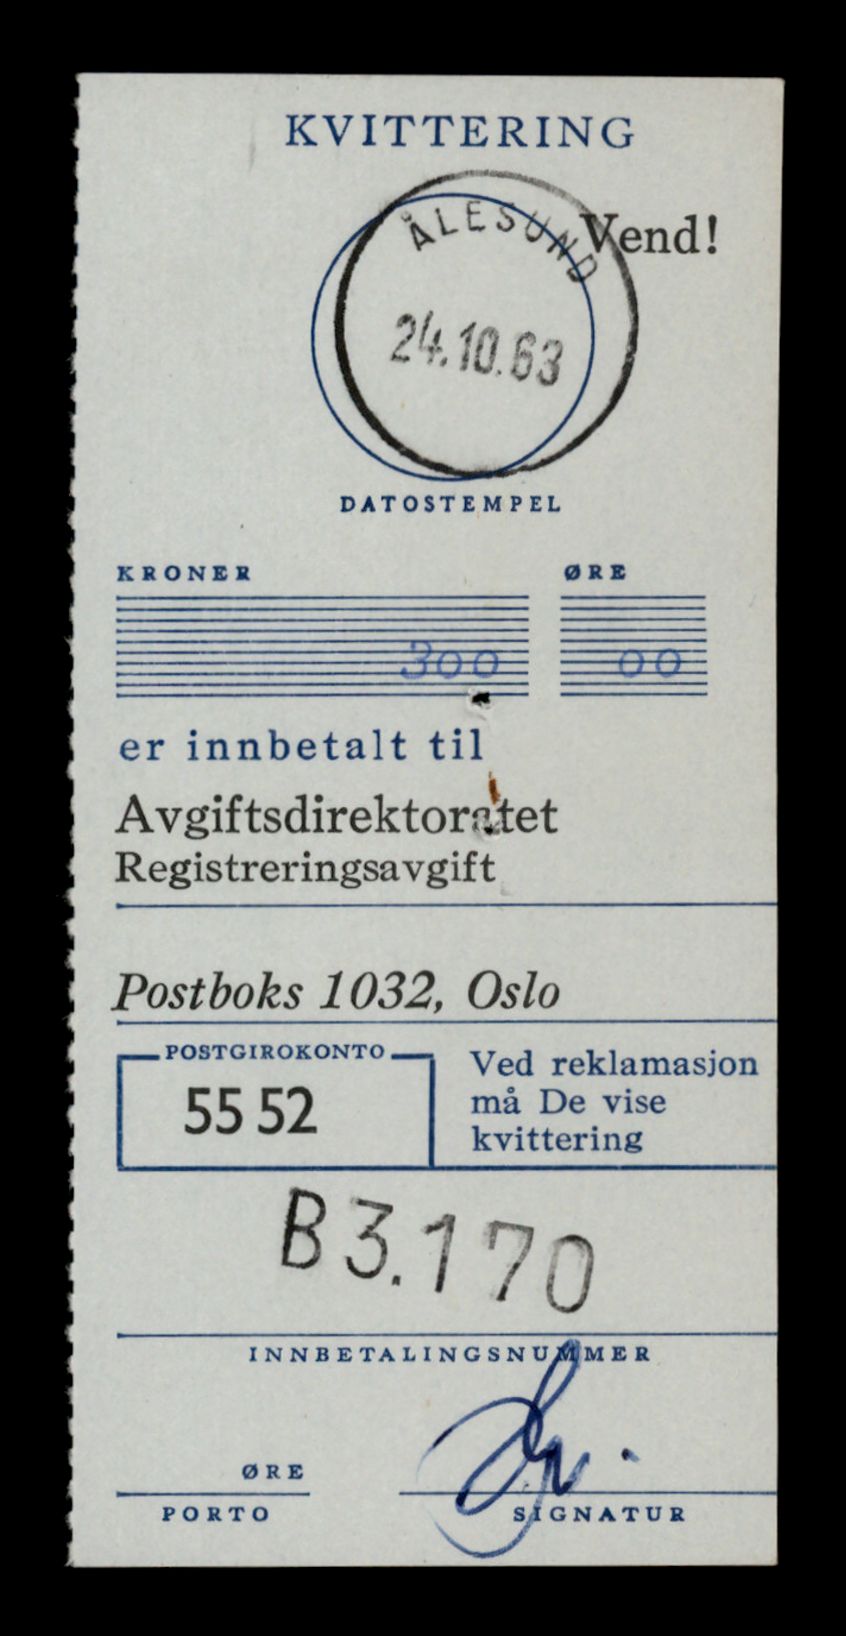 KVITTERING
Vend!
ÅLESUND
24.10.63
DATOSTEMPEL
KRONER ØRE
300 00
er innbetalt til
Avgiftsdirektoratet
Registreringsavgift
Postboks 1032, Oslo
POSTGIROKONTO
55 52
Ved reklamasjon
må De vise
kvittering
B3.170
INNBETALINGSNUMMER
ØRE
PORTO SIGNATUR